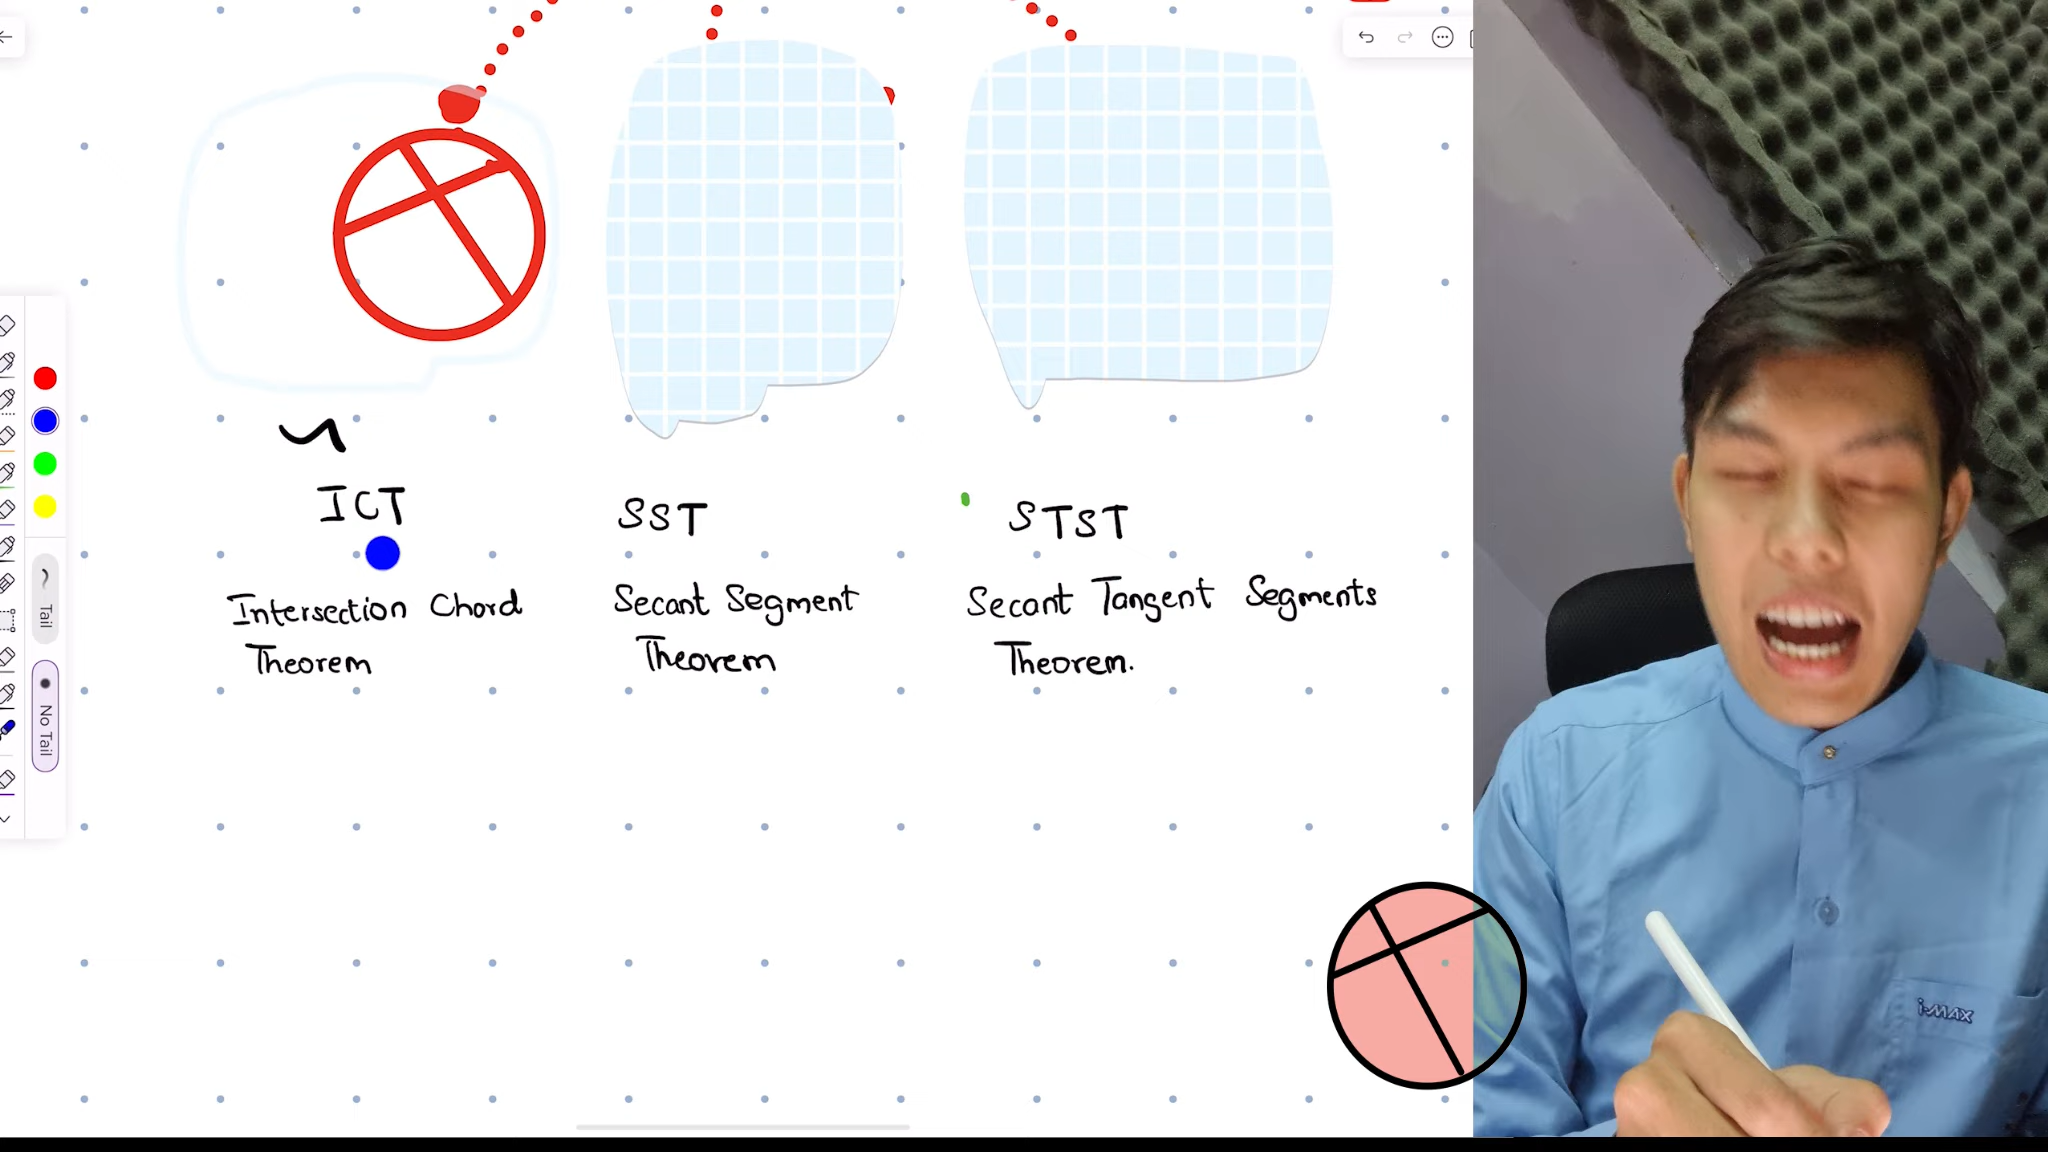 ICT
SST
STST
Intersection Chord
Theorem
Secant Segment
Theorem
Secant Tangent Segments
Theorem.
Tail
No Tail
i-MAX